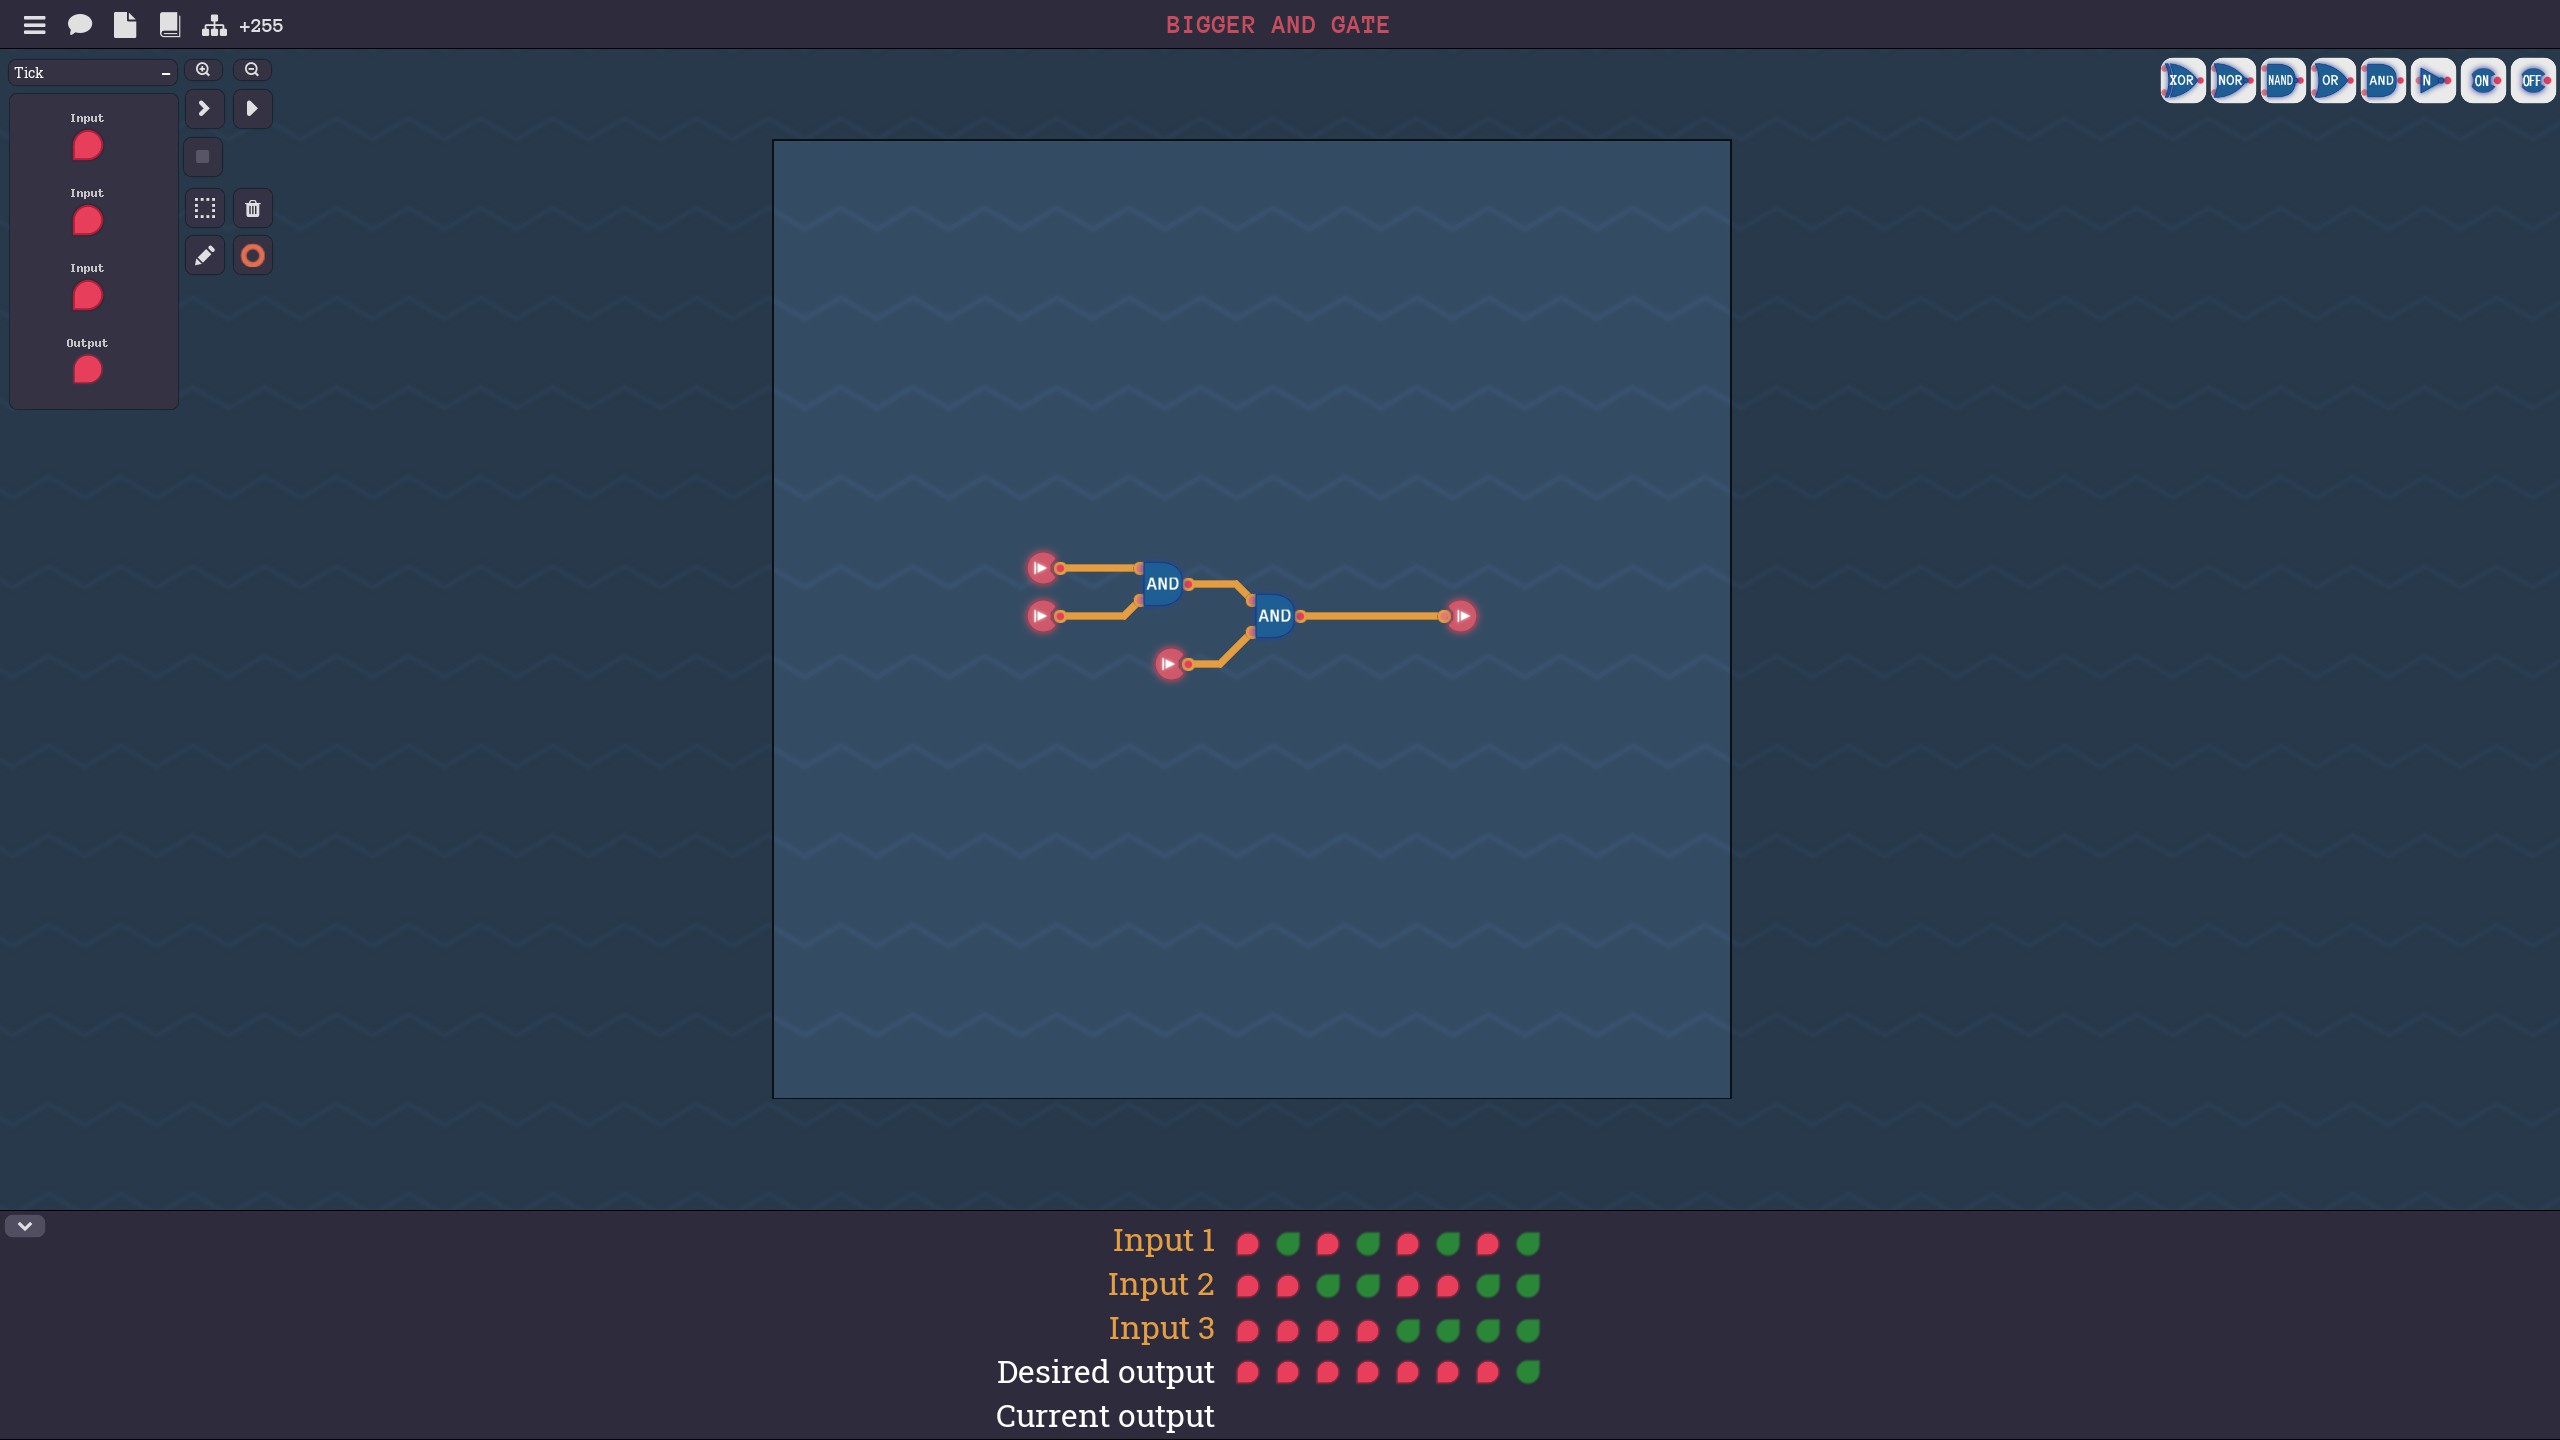 +255
BIGGER AND GATE
Tick
Input
Input
Input
Output
XOR
NOR
NAND
OR
AND
N
ON
OFF
AND
AND
Input 1
Input 2
Input 3
Desired output
Current output